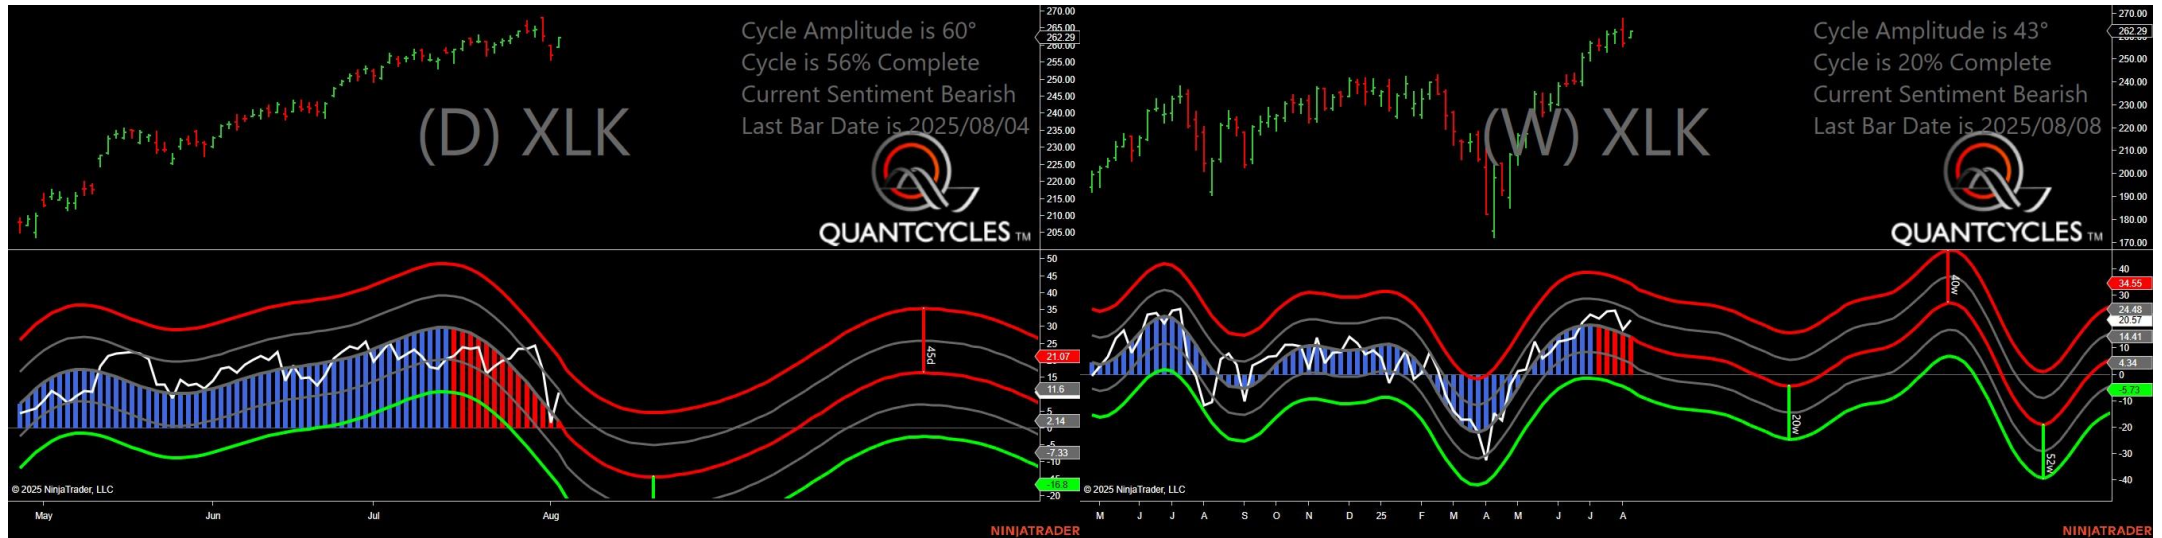 270.00
265.00
262.29
260.00
255.00
250.00
245.00
240.00
235.00
230.00
225.00
220.00
215.00
210.00
205.00
Cycle Amplitude is 60°
Cycle is 56% Complete
Current Sentiment Bearish
Last Bar Date is 2025/08/04
(D) XLK
QUANTCYCLES TM
50
45
40
35
30
25
21.07
15
11.6
5
2.14
0
-5
-7.33
-10
-16.8
-20
45d
© 2025 NinjaTrader, LLC
May Jun Jul Aug
NINJATRADER
270.00
262.29
250.00
240.00
230.00
220.00
210.00
200.00
190.00
180.00
170.00
Cycle Amplitude is 43°
Cycle is 20% Complete
Current Sentiment Bearish
Last Bar Date is 2025/08/08
(W) XLK
QUANTCYCLES TM
40
34.55
30
24.48
20.57
14.41
10
4.34
0
-5.73
-10
-20
-30
-40
40w
20w
52w
© 2025 NinjaTrader, LLC
M J J A S O N D 25 F M A M J J A
NINJATRADER